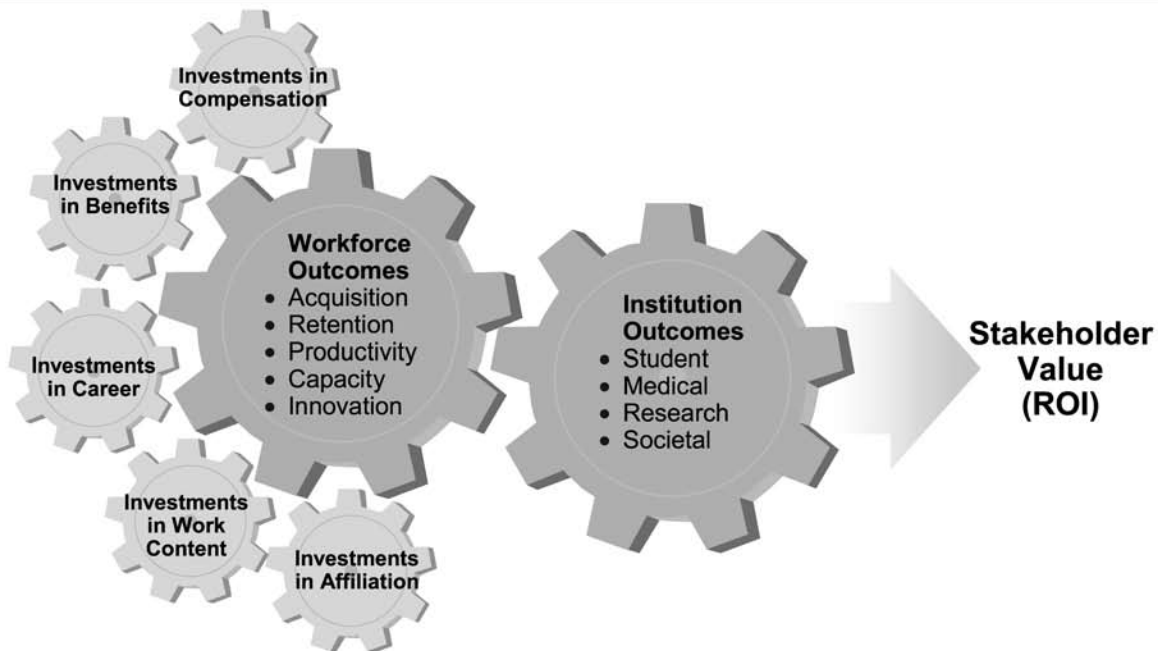 Investments in
Compensation
Investments
in Benefits
Investments
in Career
Investments
in Work
Content
Investments
in Affiliation
Workforce
Outcomes
• Acquisition
• Retention
• Productivity
• Capacity
• Innovation
Institution
Outcomes
• Student
• Medical
• Research
• Societal
Stakeholder
Value
(ROI)